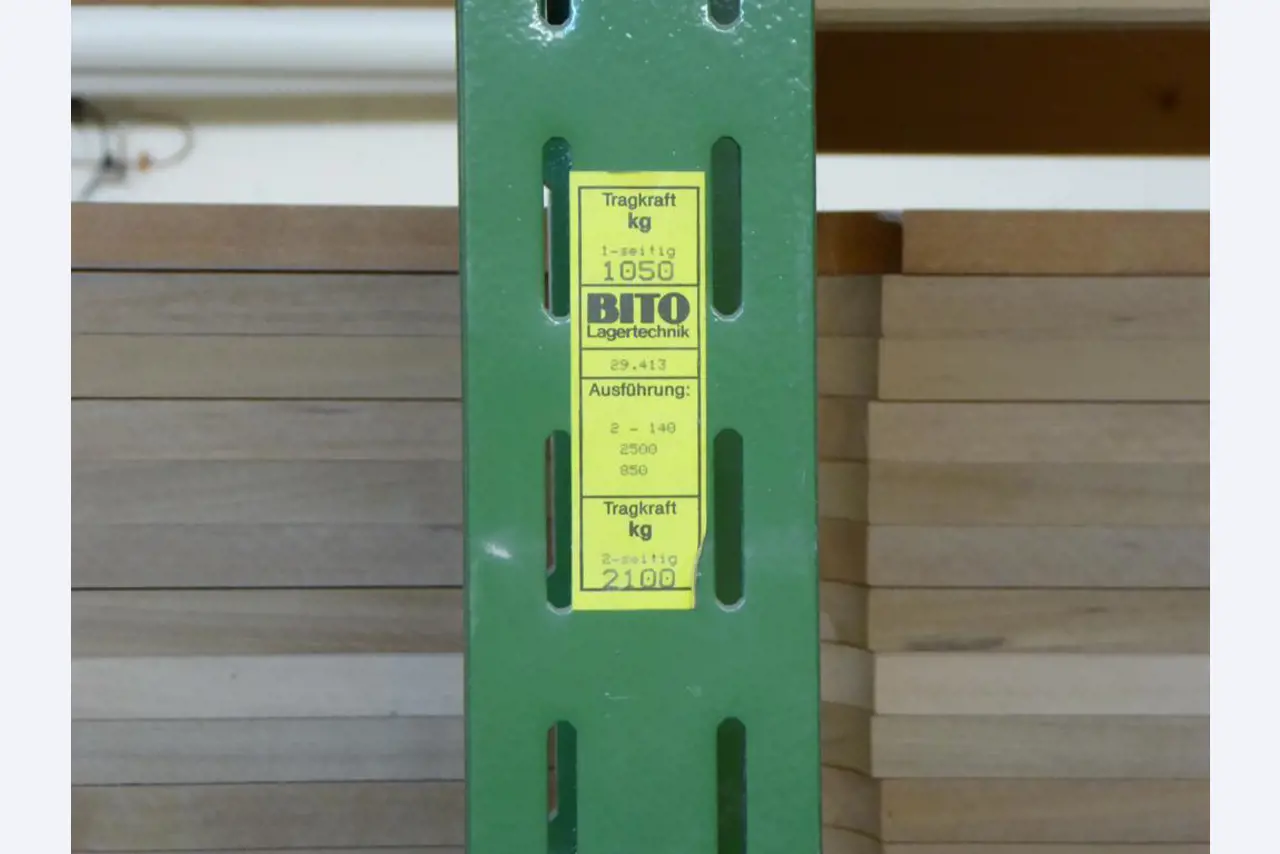 Tragkraft
kg
1-seitig
1050
BITO
Lagertechnik
29.413
Ausführung:
2 - 140
2500
850
Tragkraft
kg
2-seitig
2100